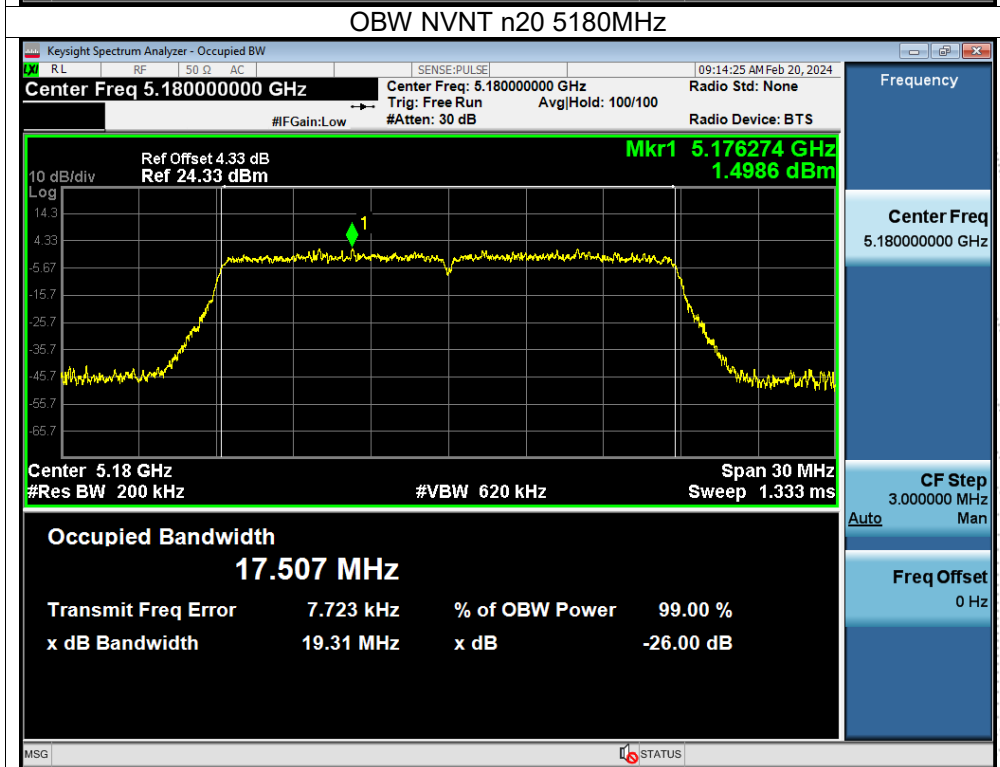 OBW NVNT n20 5180MHz
Keysight Spectrum Analyzer - Occupied BW
LXI RL RF 50 Ω AC SENSE:PULSE 09:14:25 AM Feb 20, 2024
Center Freq 5.180000000 GHz
Center Freq: 5.180000000 GHz
Radio Std: None
Trig: Free Run Avg|Hold: 100/100
#IFGain:Low
#Atten: 30 dB
Radio Device: BTS
Mkr1 5.176274 GHz
1.4986 dBm
Ref Offset 4.33 dB
10 dB/div Ref 24.33 dBm
Log
14.3
4.33
-5.67
-15.7
-25.7
-35.7
-45.7
-55.7
-65.7
1
Center 5.18 GHz Span 30 MHz
#Res BW 200 kHz #VBW 620 kHz Sweep 1.333 ms
Occupied Bandwidth
17.507 MHz
Transmit Freq Error 7.723 kHz % of OBW Power 99.00 %
x dB Bandwidth 19.31 MHz x dB -26.00 dB
Frequency
Center Freq
5.180000000 GHz
CF Step
3.000000 MHz
Auto Man
Freq Offset
0 Hz
MSG STATUS